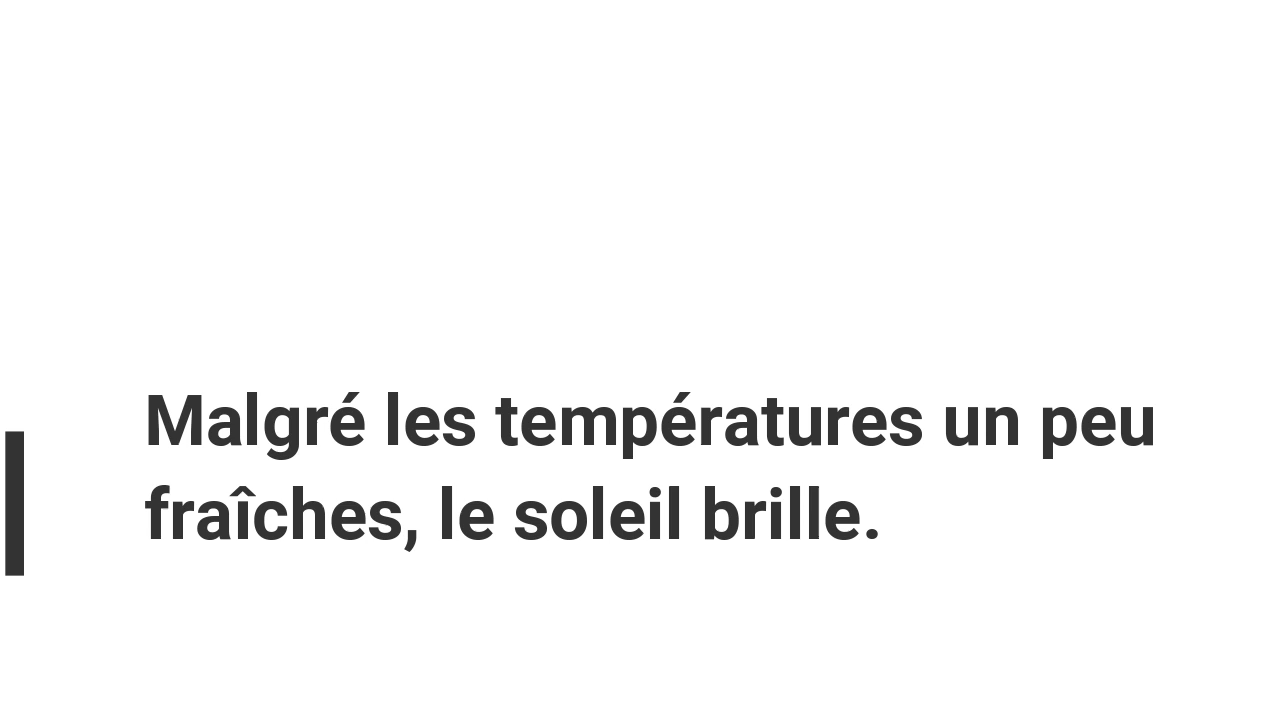 Malgré les températures un peu
fraîches, le soleil brille.